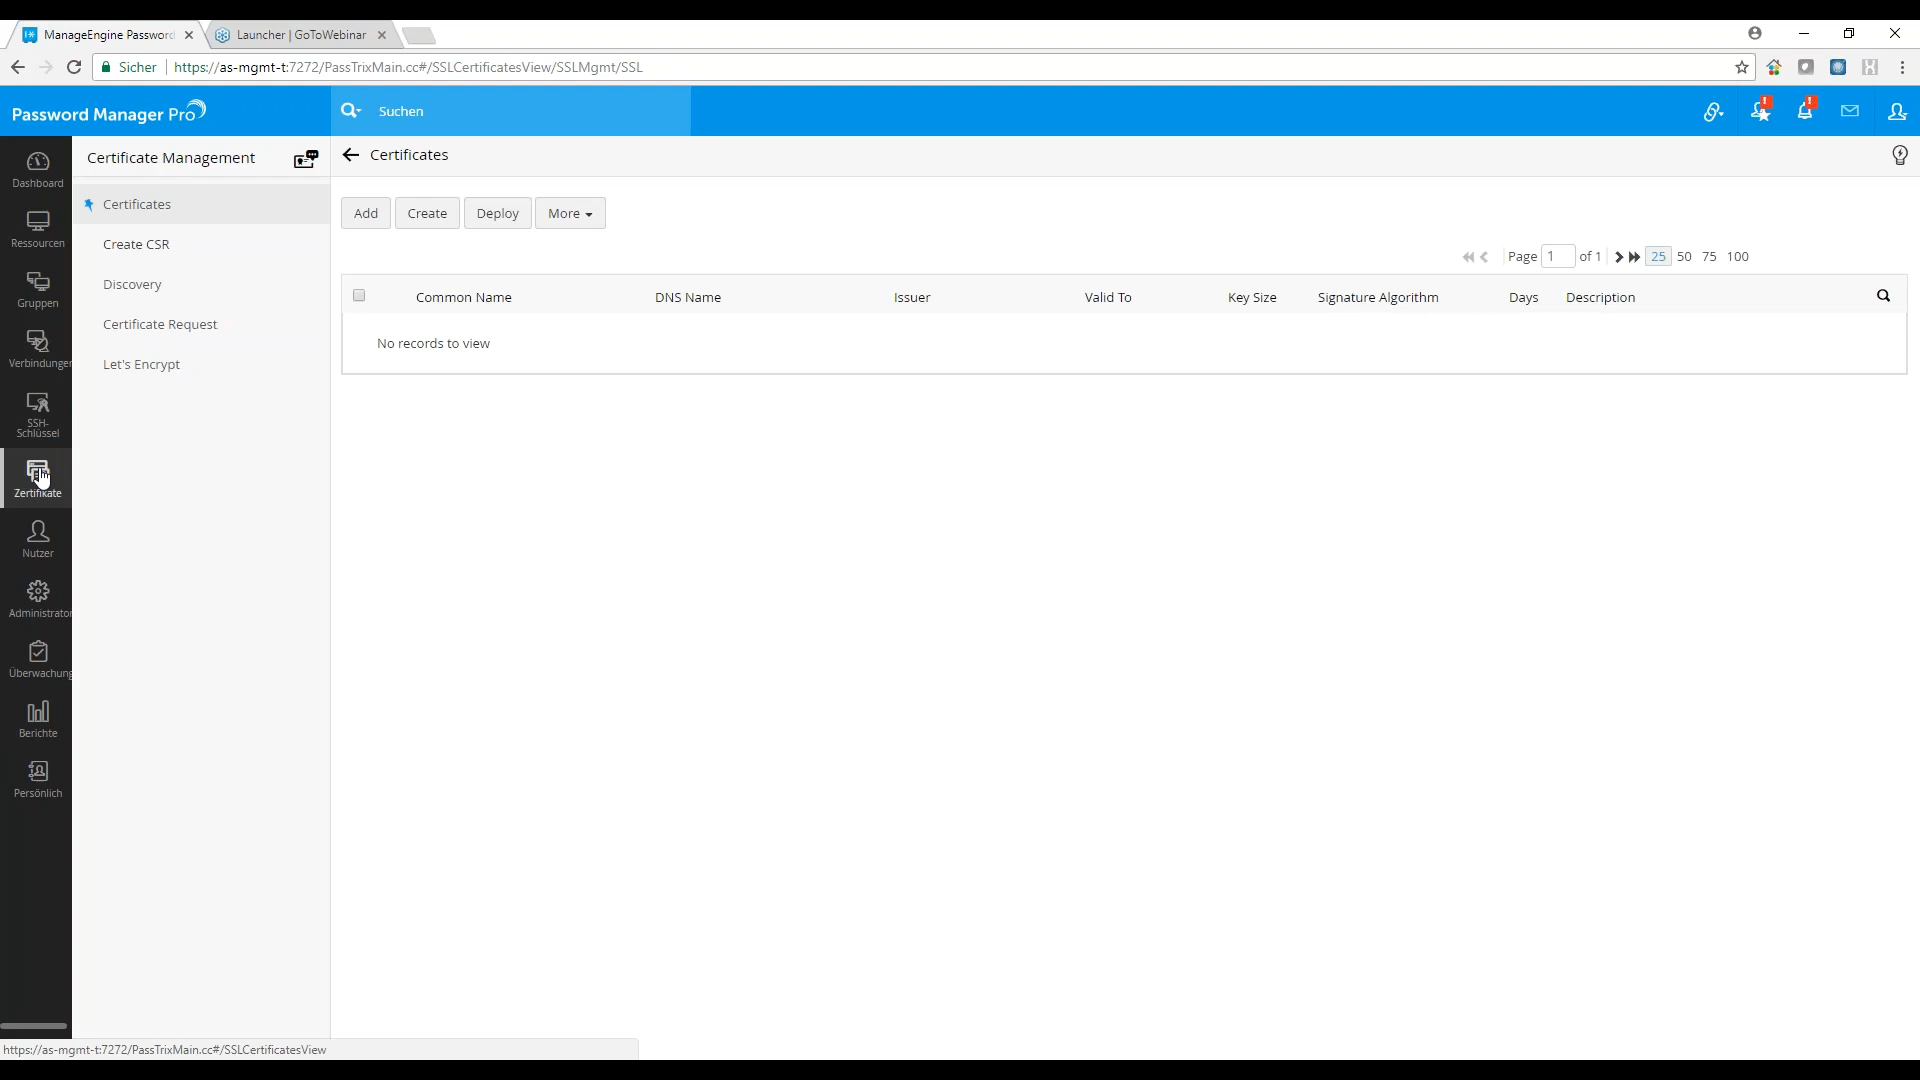 ManageEngine Password
Launcher | GoToWebinar
Sicher
https://as-mgmt-t:7272/PassTrixMain.cc#/SSLCertificatesView/SSLMgmt/SSL
Password Manager Pro
Suchen
Dashboard
Ressourcen
Gruppen
Verbindungen
SSH-
Schlüssel
Zertifikate
Nutzer
Administrator
Überwachung
Berichte
Persönlich
Certificate Management
Certificates
Create CSR
Discovery
Certificate Request
Let's Encrypt
Certificates
Add Create Deploy More
Page 1 of 1 25 50 75 100
Common Name DNS Name Issuer Valid To Key Size Signature Algorithm Days Description
No records to view
https://as-mgmt-t:7272/PassTrixMain.cc#/SSLCertificatesView